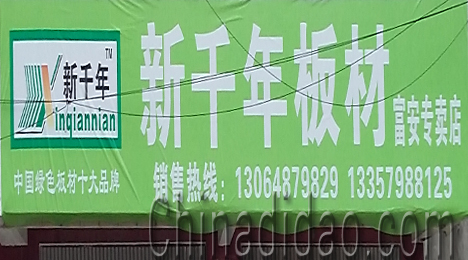 新千年
TM
Xinqiannian
中国绿色板材十大品牌
新千年板材
富安专卖店
销售热线：13064879829 13357988125
Chinadidao.com